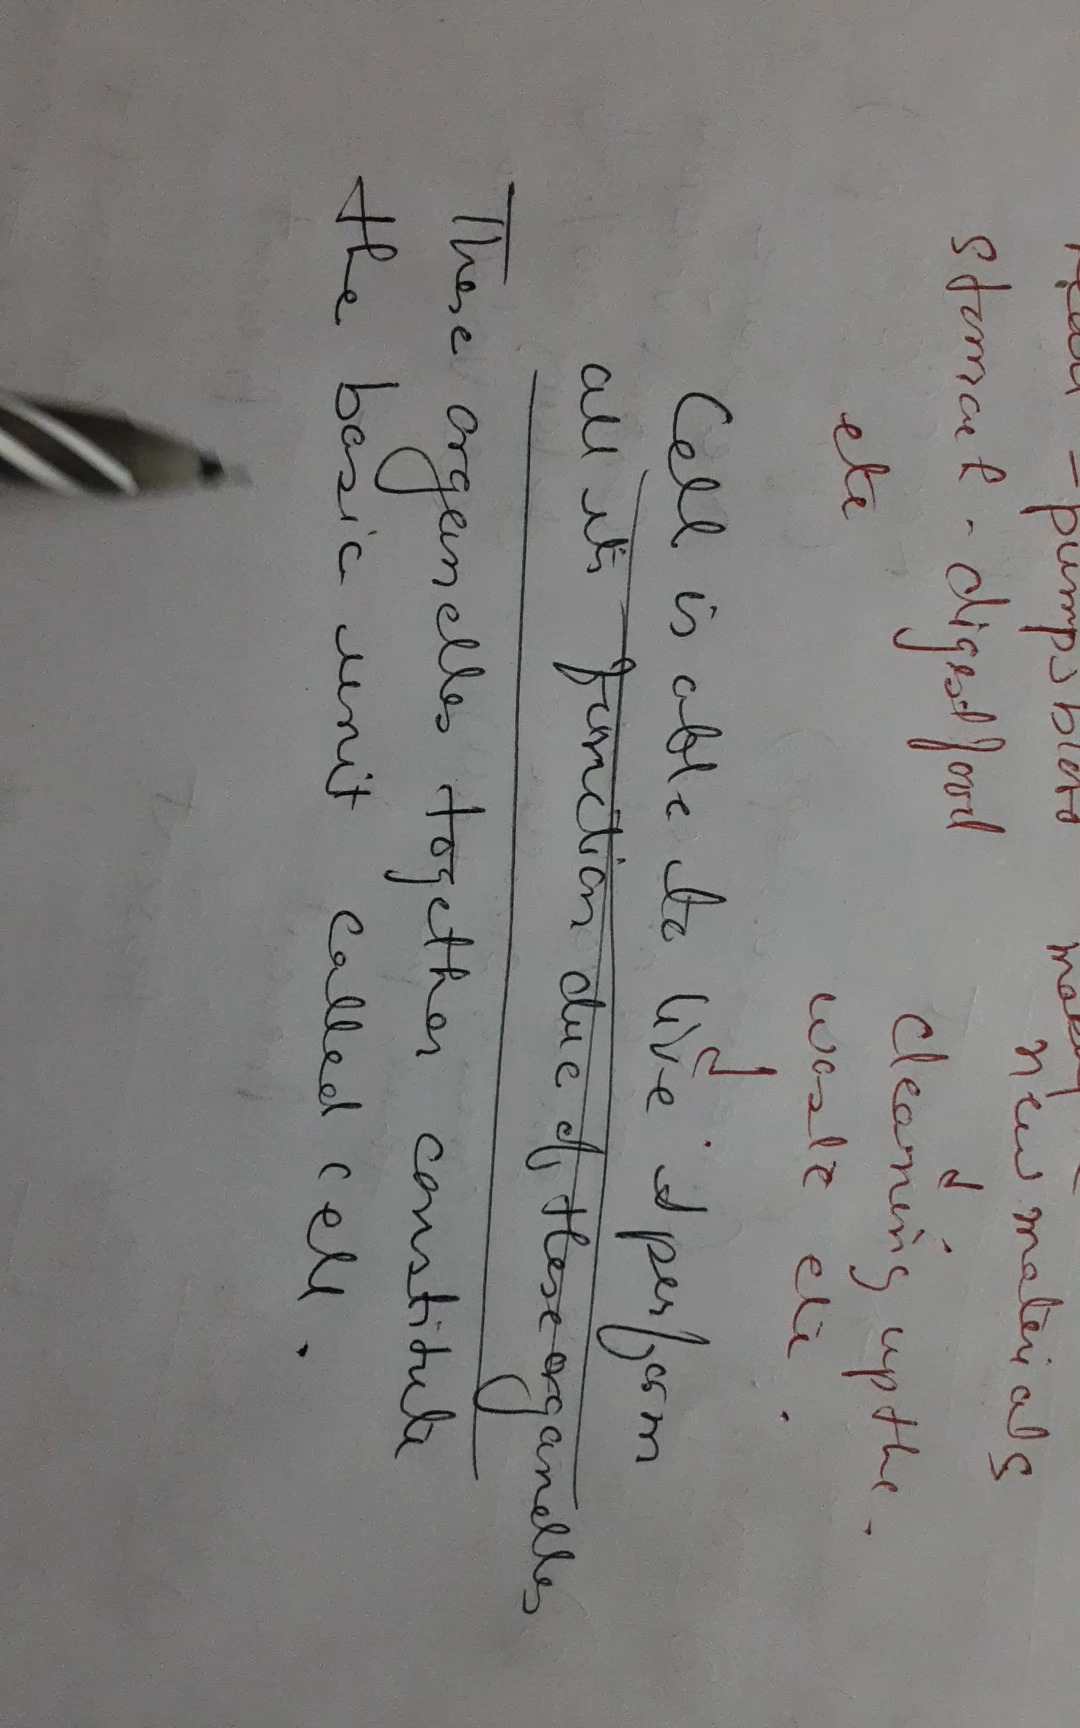 - pumps blood
stomach - digest food
etc
new materials
cleaning up the.
waste etc.
Cell is able to live & perform
all its function due of these organelles
These organelles together constitute
the basic unit called cell.